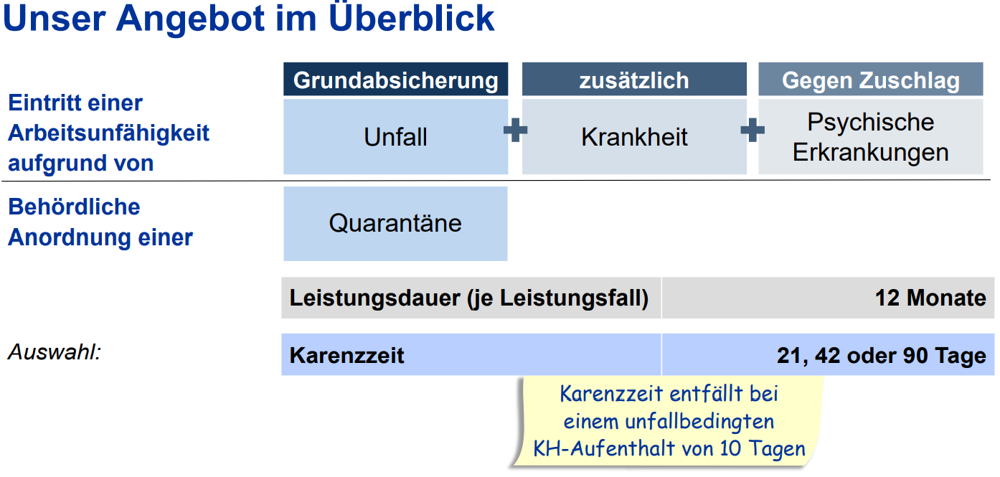 Unser Angebot im Überblick
Grundabsicherung
zusätzlich
Gegen Zuschlag
Eintritt einer
Arbeitsunfähigkeit
aufgrund von
Unfall
Krankheit
Psychische
Erkrankungen
Behördliche
Anordnung einer
Quarantäne
Leistungsdauer (je Leistungsfall) 12 Monate
Auswahl:
Karenzzeit 21, 42 oder 90 Tage
Karenzzeit entfällt bei
einem unfallbedingten
KH-Aufenthalt von 10 Tagen